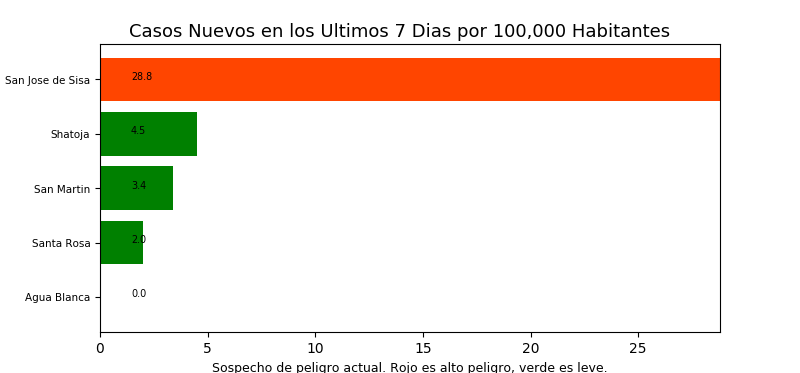 Casos Nuevos en los Ultimos 7 Dias por 100,000 Habitantes
San Jose de Sisa 28.8
Shatoja 4.5
San Martin 3.4
Santa Rosa 2.0
Agua Blanca 0.0
0 5 10 15 20 25
Sospecho de peligro actual. Rojo es alto peligro, verde es leve.